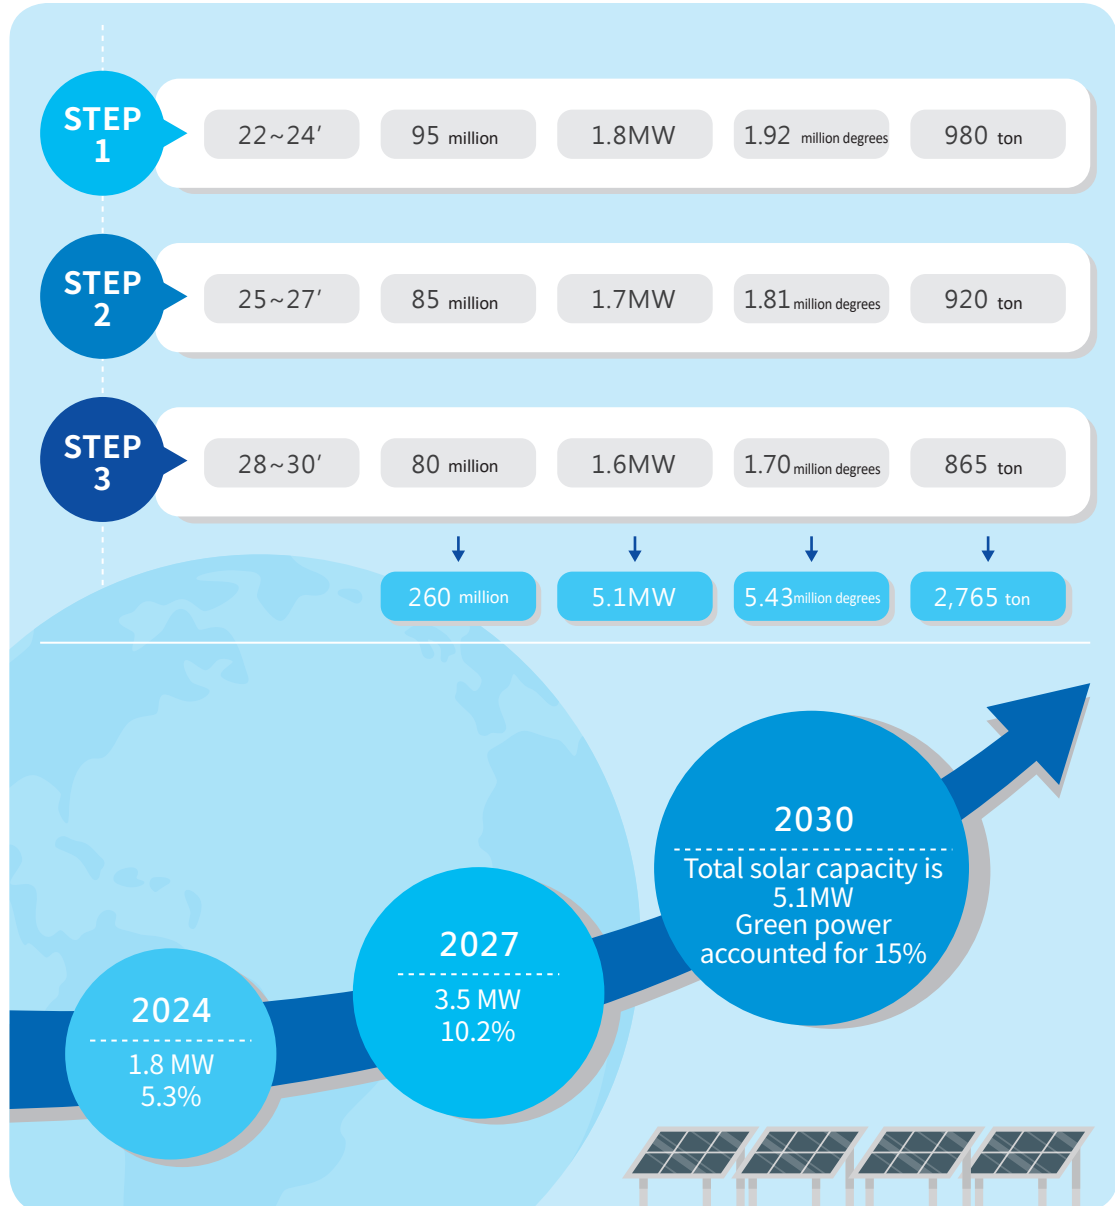 STEP
1
22~24’ 95 million 1.8MW 1.92 million degrees 980 ton
STEP
2
25~27’ 85 million 1.7MW 1.81 million degrees 920 ton
STEP
3
28~30’ 80 million 1.6MW 1.70 million degrees 865 ton
260 million 5.1MW 5.43 million degrees 2,765 ton
2030
Total solar capacity is
5.1MW
Green power
accounted for 15%
2027
3.5 MW
10.2%
2024
1.8 MW
5.3%